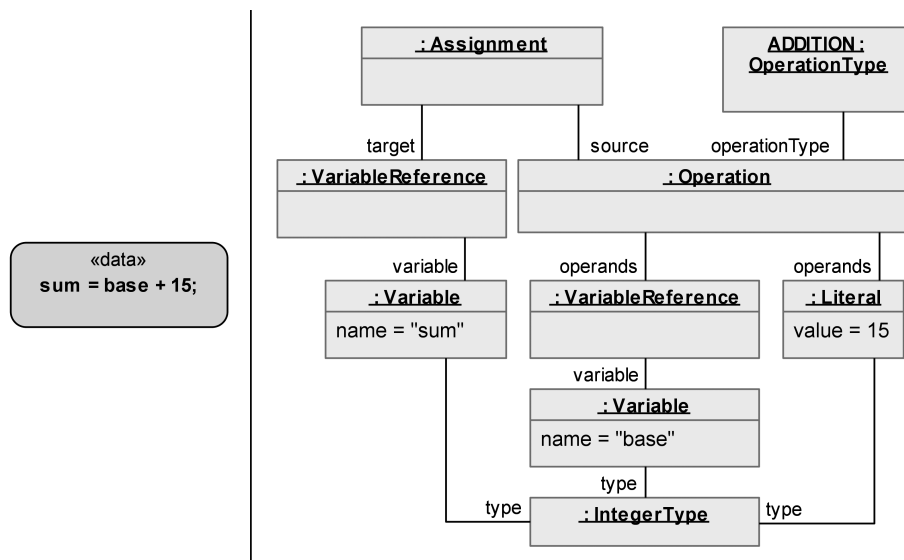 «data»
sum = base + 15;
: Assignment
ADDITION :
OperationType
target
source
operationType
: VariableReference
: Operation
variable
operands
operands
: Variable
name = "sum"
: VariableReference
: Literal
value = 15
variable
: Variable
name = "base"
type
type
type
: IntegerType